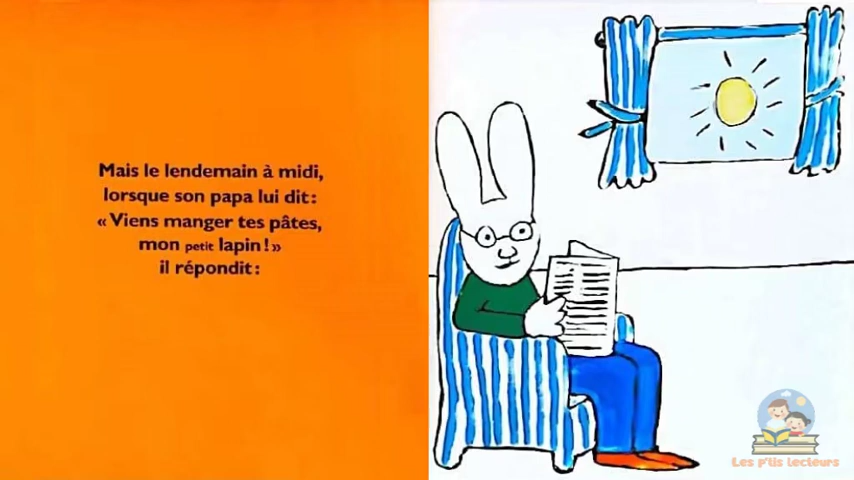 Mais le lendemain à midi,
lorsque son papa lui dit :
« Viens manger tes pâtes,
mon petit lapin ! »
il répondit :
Les p'tis lecteurs